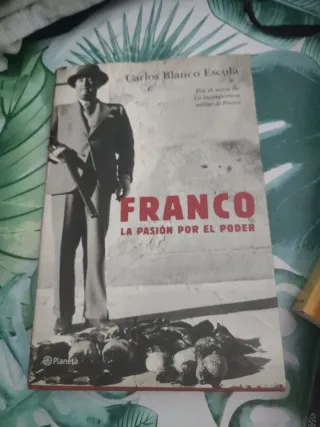 Carlos Blanco Escolá
Por el autor de
La incompetencia
militar de Franco
FRANCO
LA PASIÓN POR EL PODER
Planeta